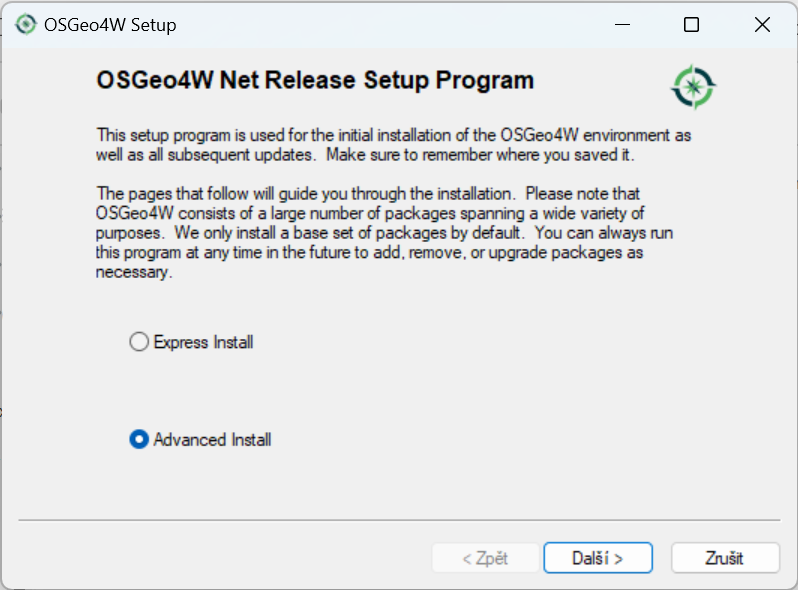 OSGeo4W Setup
OSGeo4W Net Release Setup Program
This setup program is used for the initial installation of the OSGeo4W environment as
well as all subsequent updates.  Make sure to remember where you saved it.
The pages that follow will guide you through the installation.  Please note that
OSGeo4W consists of a large number of packages spanning a wide variety of
purposes.  We only install a base set of packages by default.  You can always run
this program at any time in the future to add, remove, or upgrade packages as
necessary.
Express Install
Advanced Install
< Zpět
Další >
Zrušit